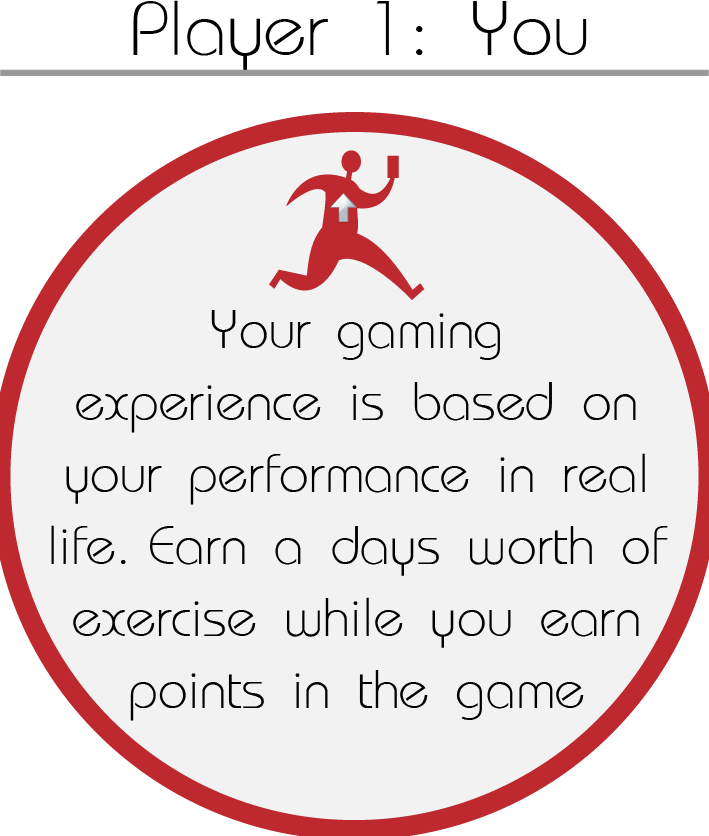 Player 1: You
Your gaming
experience is based on
your performance in real
life. Earn a days worth of
exercise while you earn
points in the game